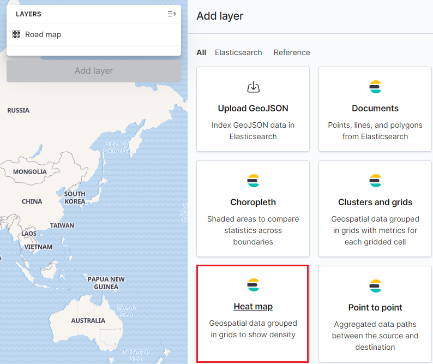 LAYERS
Road map
Add layer
RUSSIA
MONGOLIA
CHINA
SOUTH
KOREA
TAIWAN
LAOS
VIETNAM
PAPUA NEW
GUINEA
AUSTRALIA
Add layer
All Elasticsearch Reference
Upload GeoJSON
Index GeoJSON data in
Elasticsearch
Documents
Points, lines, and polygons
from Elasticsearch
Choropleth
Shaded areas to compare
statistics across
boundaries
Clusters and grids
Geospatial data grouped
in grids with metrics for
each gridded cell
Heat map
Geospatial data grouped
in grids to show density
Point to point
Aggregated data paths
between the source and
destination